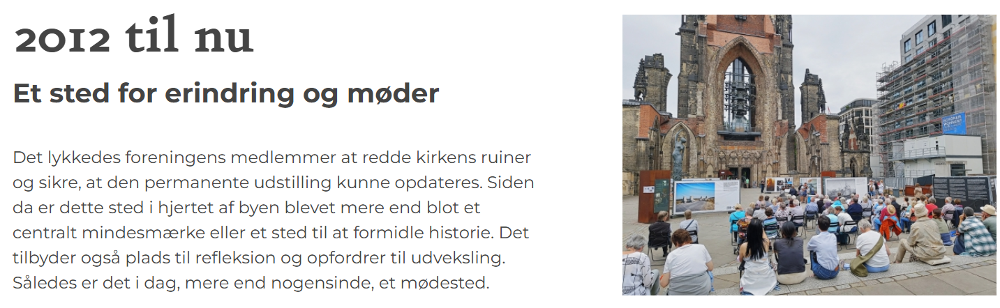 2012 til nu
Et sted for erindring og møder
Det lykkedes foreningens medlemmer at redde kirkens ruiner
og sikre, at den permanente udstilling kunne opdateres. Siden
da er dette sted i hjertet af byen blevet mere end blot et
centralt mindesmærke eller et sted til at formidle historie. Det
tilbyder også plads til refleksion og opfordrer til udveksling.
Således er det i dag, mere end nogensinde, et mødested.
SCHÖNER
WOHNEN?